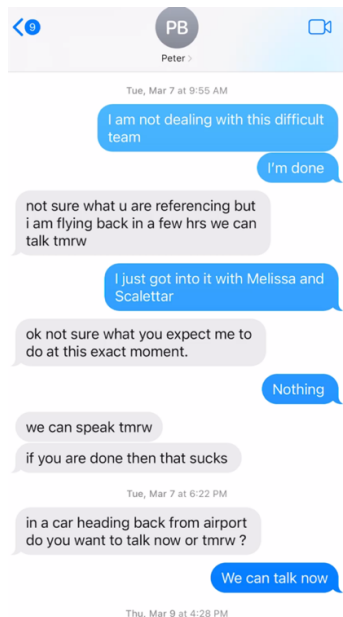 9
PB
Peter
Tue, Mar 7 at 9:55 AM
I am not dealing with this difficult
team
I'm done
not sure what u are referencing but
i am flying back in a few hrs we can
talk tmrw
I just got into it with Melissa and
Scalettar
ok not sure what you expect me to
do at this exact moment.
Nothing
we can speak tmrw
if you are done then that sucks
Tue, Mar 7 at 6:22 PM
in a car heading back from airport
do you want to talk now or tmrw ?
We can talk now
Thu, Mar 9 at 4:28 PM